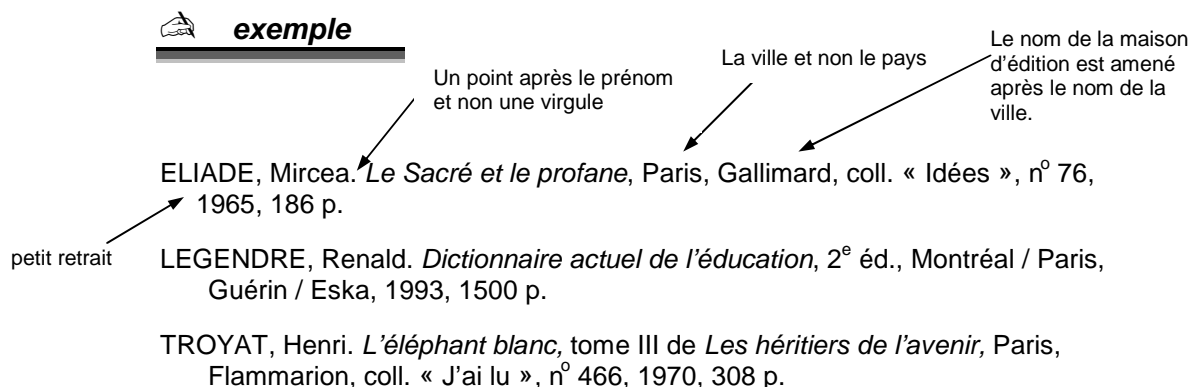 exemple
Un point après le prénom
et non une virgule
La ville et non le pays
Le nom de la maison
d'édition est amené
après le nom de la
ville.
ELIADE, Mircea. Le Sacré et le profane, Paris, Gallimard, coll. « Idées », nº 76,
1965, 186 p.
petit retrait
LEGENDRE, Renald. Dictionnaire actuel de l'éducation, 2e éd., Montréal / Paris,
Guérin / Eska, 1993, 1500 p.
TROYAT, Henri. L'éléphant blanc, tome III de Les héritiers de l'avenir, Paris,
Flammarion, coll. « J'ai lu », nº 466, 1970, 308 p.